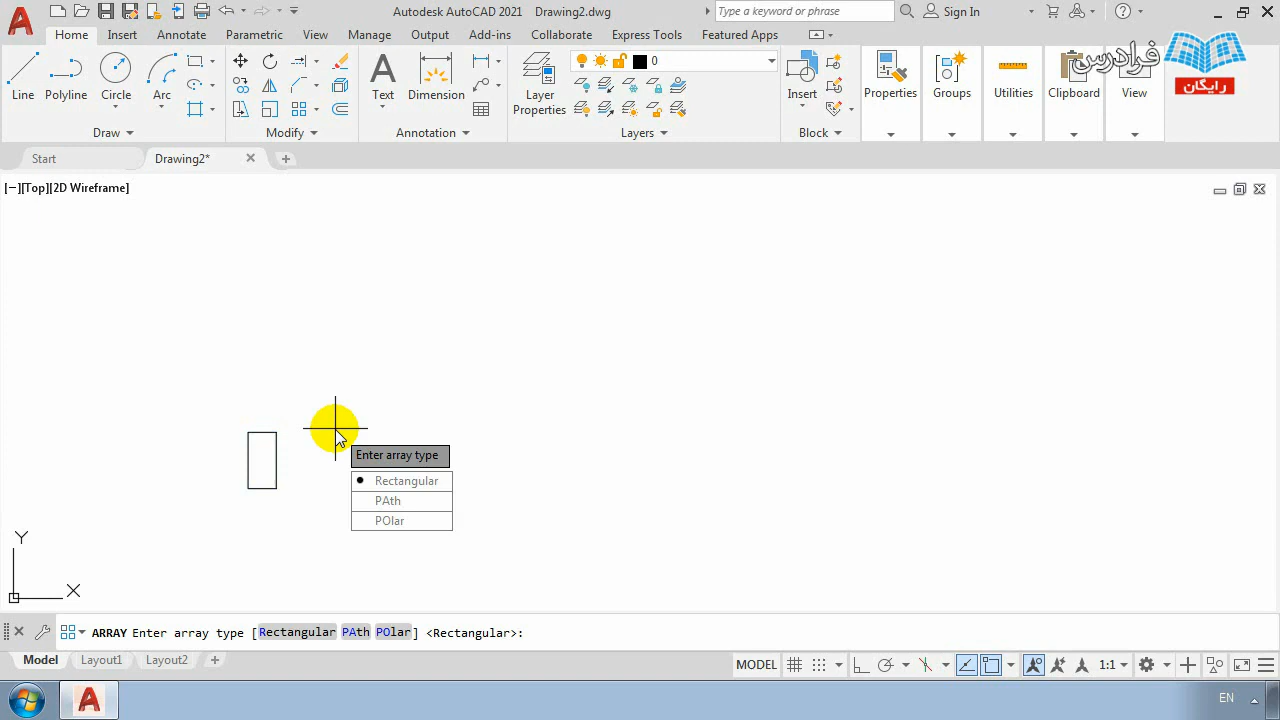 Autodesk AutoCAD 2021 Drawing2.dwg
Type a keyword or phrase
Sign In
Home Insert Annotate Parametric View Manage Output Add-ins Collaborate Express Tools Featured Apps
فرادرس
رایگان
Line Polyline Circle Arc
Text Dimension
Layer
Properties
0
Insert
Properties Groups Utilities Clipboard View
Draw Modify Annotation Layers Block
Start Drawing2*
[−][Top][2D Wireframe]
Enter array type
Rectangular
PAth
POlar
Y
X
ARRAY Enter array type [Rectangular PAth POlar] <Rectangular>:
Model Layout1 Layout2
MODEL 1:1
EN